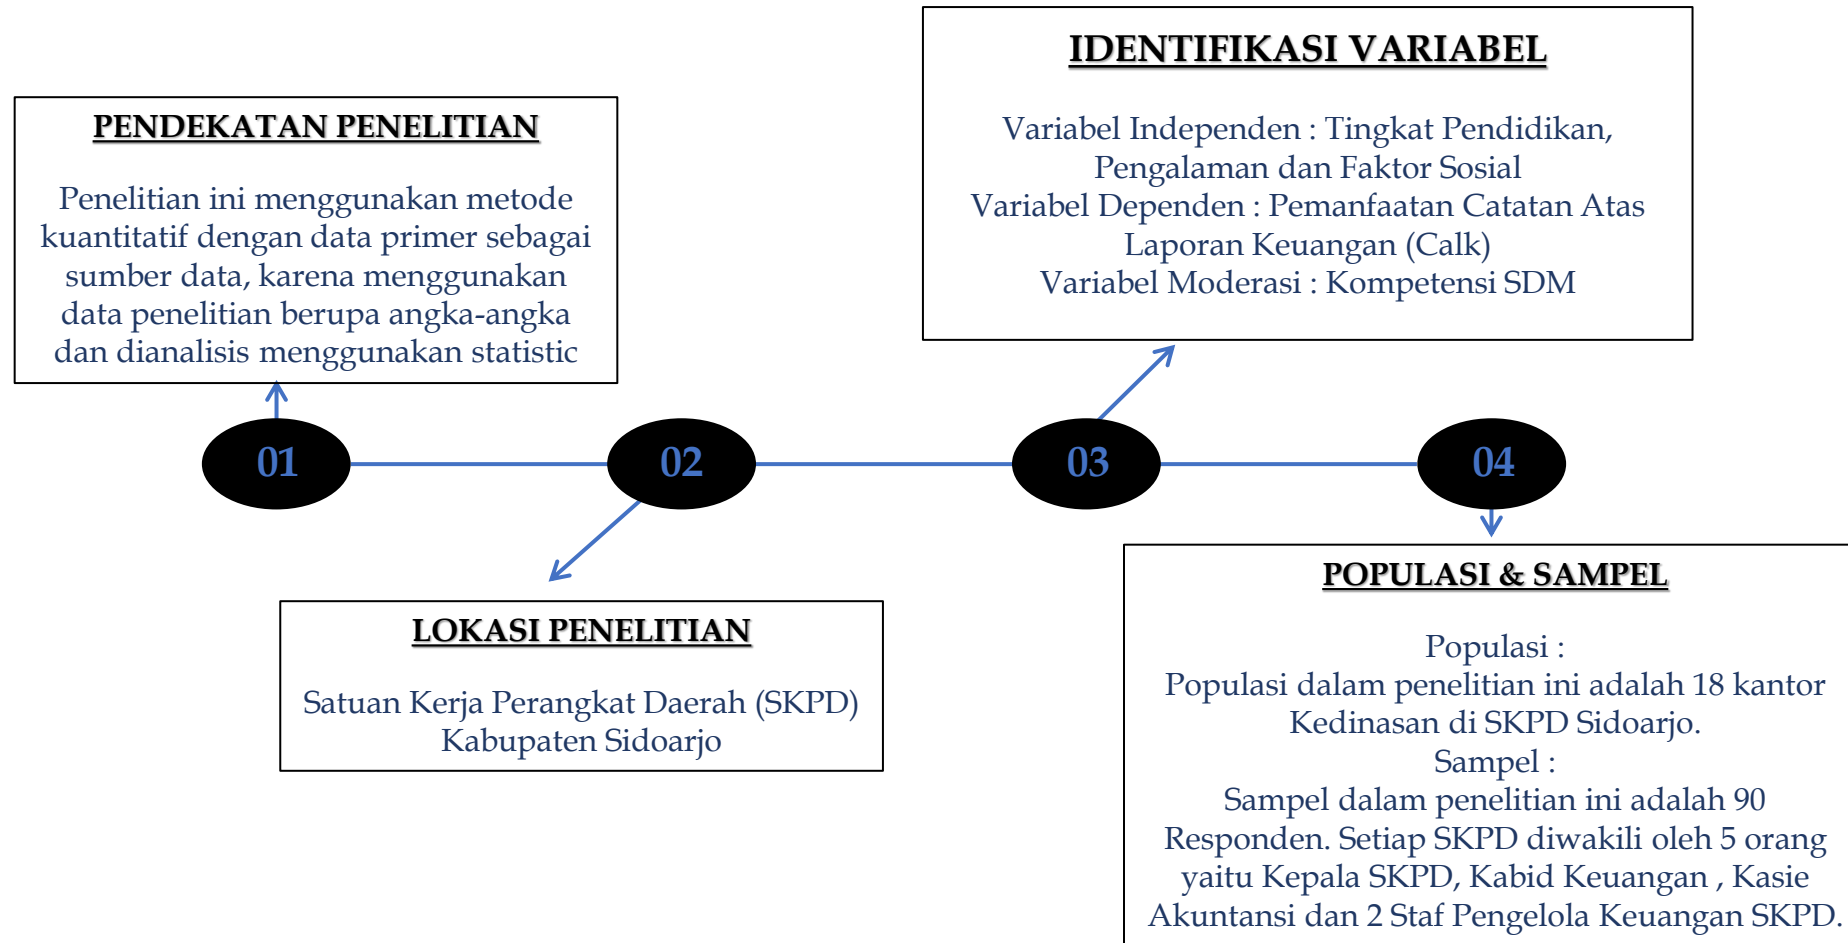 PENDEKATAN PENELITIAN
Penelitian ini menggunakan metode
kuantitatif dengan data primer sebagai
sumber data, karena menggunakan
data penelitian berupa angka-angka
dan dianalisis menggunakan statistic
IDENTIFIKASI VARIABEL
Variabel Independen : Tingkat Pendidikan,
Pengalaman dan Faktor Sosial
Variabel Dependen : Pemanfaatan Catatan Atas
Laporan Keuangan (Calk)
Variabel Moderasi : Kompetensi SDM
01
02
03
04
LOKASI PENELITIAN
Satuan Kerja Perangkat Daerah (SKPD)
Kabupaten Sidoarjo
POPULASI & SAMPEL
Populasi :
Populasi dalam penelitian ini adalah 18 kantor
Kedinasan di SKPD Sidoarjo.
Sampel :
Sampel dalam penelitian ini adalah 90
Responden. Setiap SKPD diwakili oleh 5 orang
yaitu Kepala SKPD, Kabid Keuangan , Kasie
Akuntansi dan 2 Staf Pengelola Keuangan SKPD.